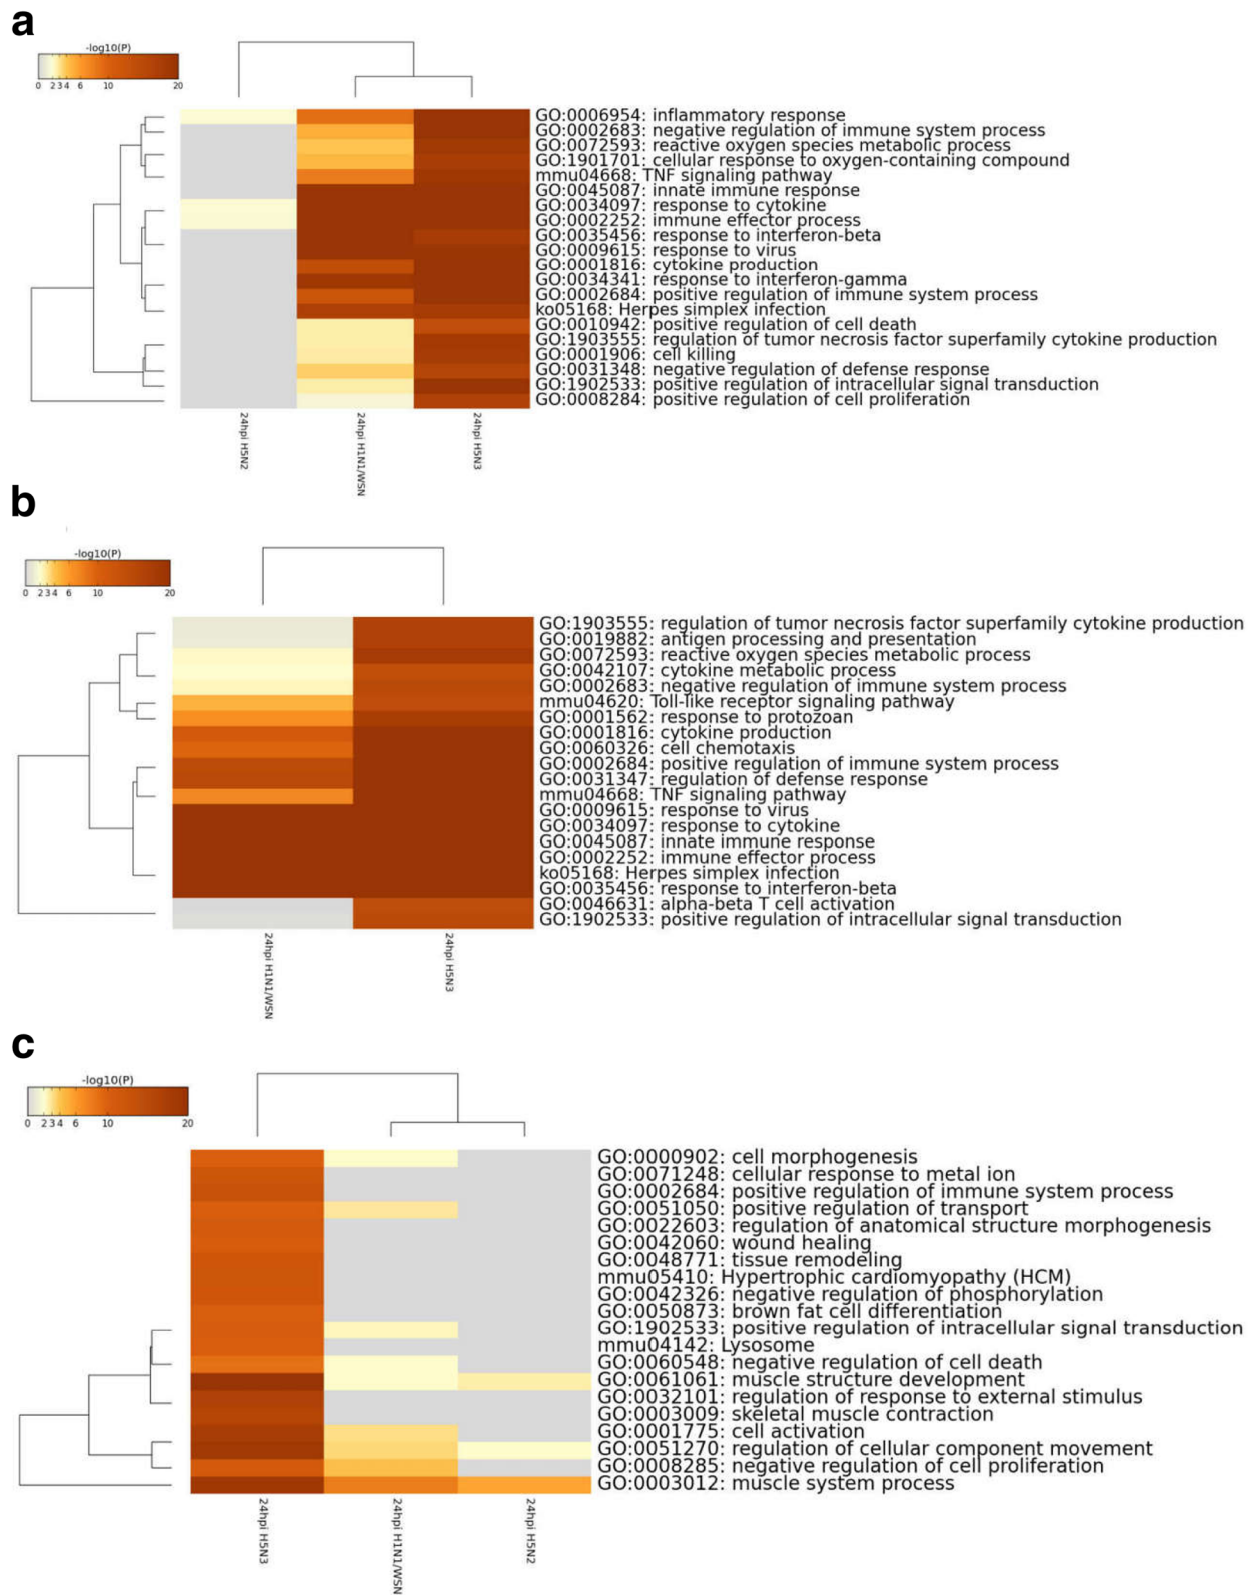 a
-log10(P)
0 2 3 4 6 10 20
GO:0006954: inflammatory response
GO:0002683: negative regulation of immune system process
GO:0072593: reactive oxygen species metabolic process
GO:1901701: cellular response to oxygen-containing compound
mmu04668: TNF signaling pathway
GO:0045087: innate immune response
GO:0034097: response to cytokine
GO:0002252: immune effector process
GO:0035456: response to interferon-beta
GO:0009615: response to virus
GO:0001816: cytokine production
GO:0034341: response to interferon-gamma
GO:0002684: positive regulation of immune system process
ko05168: Herpes simplex infection
GO:0010942: positive regulation of cell death
GO:1903555: regulation of tumor necrosis factor superfamily cytokine production
GO:0001906: cell killing
GO:0031348: negative regulation of defense response
GO:1902533: positive regulation of intracellular signal transduction
GO:0008284: positive regulation of cell proliferation
24hpi H5N2
24hpi H1N1/WSN
24hpi H5N3
b
-log10(P)
0 2 3 4 6 10 20
GO:1903555: regulation of tumor necrosis factor superfamily cytokine production
GO:0019882: antigen processing and presentation
GO:0072593: reactive oxygen species metabolic process
GO:0042107: cytokine metabolic process
GO:0002683: negative regulation of immune system process
mmu04620: Toll-like receptor signaling pathway
GO:0001562: response to protozoan
GO:0001816: cytokine production
GO:0060326: cell chemotaxis
GO:0002684: positive regulation of immune system process
GO:0031347: regulation of defense response
mmu04668: TNF signaling pathway
GO:0009615: response to virus
GO:0034097: response to cytokine
GO:0045087: innate immune response
GO:0002252: immune effector process
ko05168: Herpes simplex infection
GO:0035456: response to interferon-beta
GO:0046631: alpha-beta T cell activation
GO:1902533: positive regulation of intracellular signal transduction
24hpi H1N1/WSN
24hpi H5N3
c
-log10(P)
0 2 3 4 6 10 20
GO:0000902: cell morphogenesis
GO:0071248: cellular response to metal ion
GO:0002684: positive regulation of immune system process
GO:0051050: positive regulation of transport
GO:0022603: regulation of anatomical structure morphogenesis
GO:0042060: wound healing
GO:0048771: tissue remodeling
mmu05410: Hypertrophic cardiomyopathy (HCM)
GO:0042326: negative regulation of phosphorylation
GO:0050873: brown fat cell differentiation
GO:1902533: positive regulation of intracellular signal transduction
mmu04142: Lysosome
GO:0060548: negative regulation of cell death
GO:0061061: muscle structure development
GO:0032101: regulation of response to external stimulus
GO:0003009: skeletal muscle contraction
GO:0001775: cell activation
GO:0051270: regulation of cellular component movement
GO:0008285: negative regulation of cell proliferation
GO:0003012: muscle system process
24hpi H5N3
24hpi H1N1/WSN
24hpi H5N2